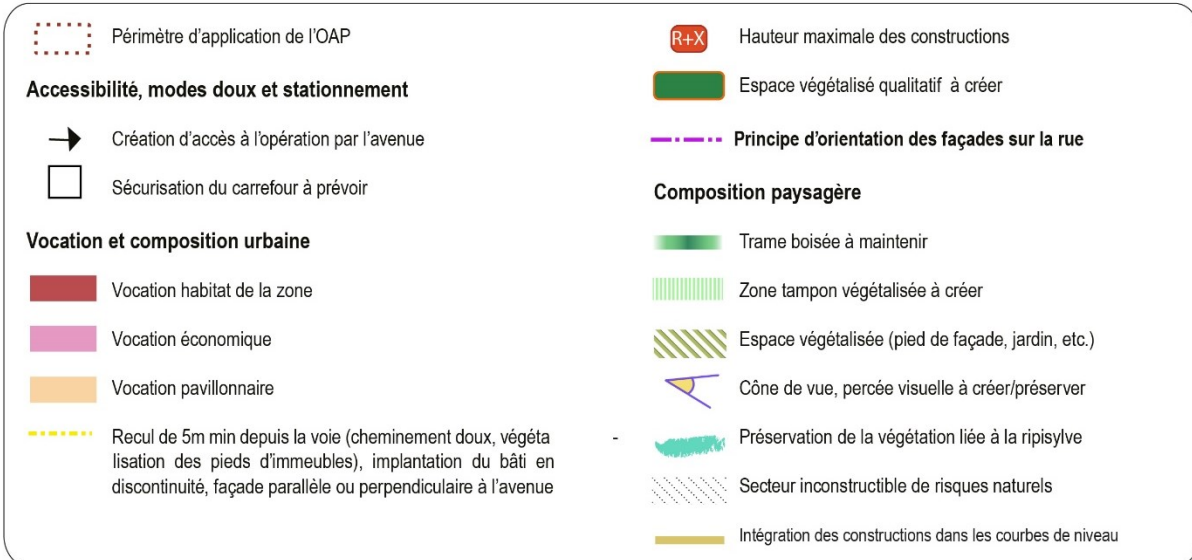 Périmètre d'application de l'OAP
Accessibilité, modes doux et stationnement
Création d'accès à l'opération par l'avenue
Sécurisation du carrefour à prévoir
Vocation et composition urbaine
Vocation habitat de la zone
Vocation économique
Vocation pavillonnaire
Recul de 5m min depuis la voie (cheminement doux, végéta -
lisation des pieds d'immeubles), implantation du bâti en
discontinuité, façade parallèle ou perpendiculaire à l'avenue
R+X Hauteur maximale des constructions
Espace végétalisé qualitatif à créer
Principe d'orientation des façades sur la rue
Composition paysagère
Trame boisée à maintenir
Zone tampon végétalisée à créer
Espace végétalisée (pied de façade, jardin, etc.)
Cône de vue, percée visuelle à créer/préserver
Préservation de la végétation liée à la ripisylve
Secteur inconstructible de risques naturels
Intégration des constructions dans les courbes de niveau